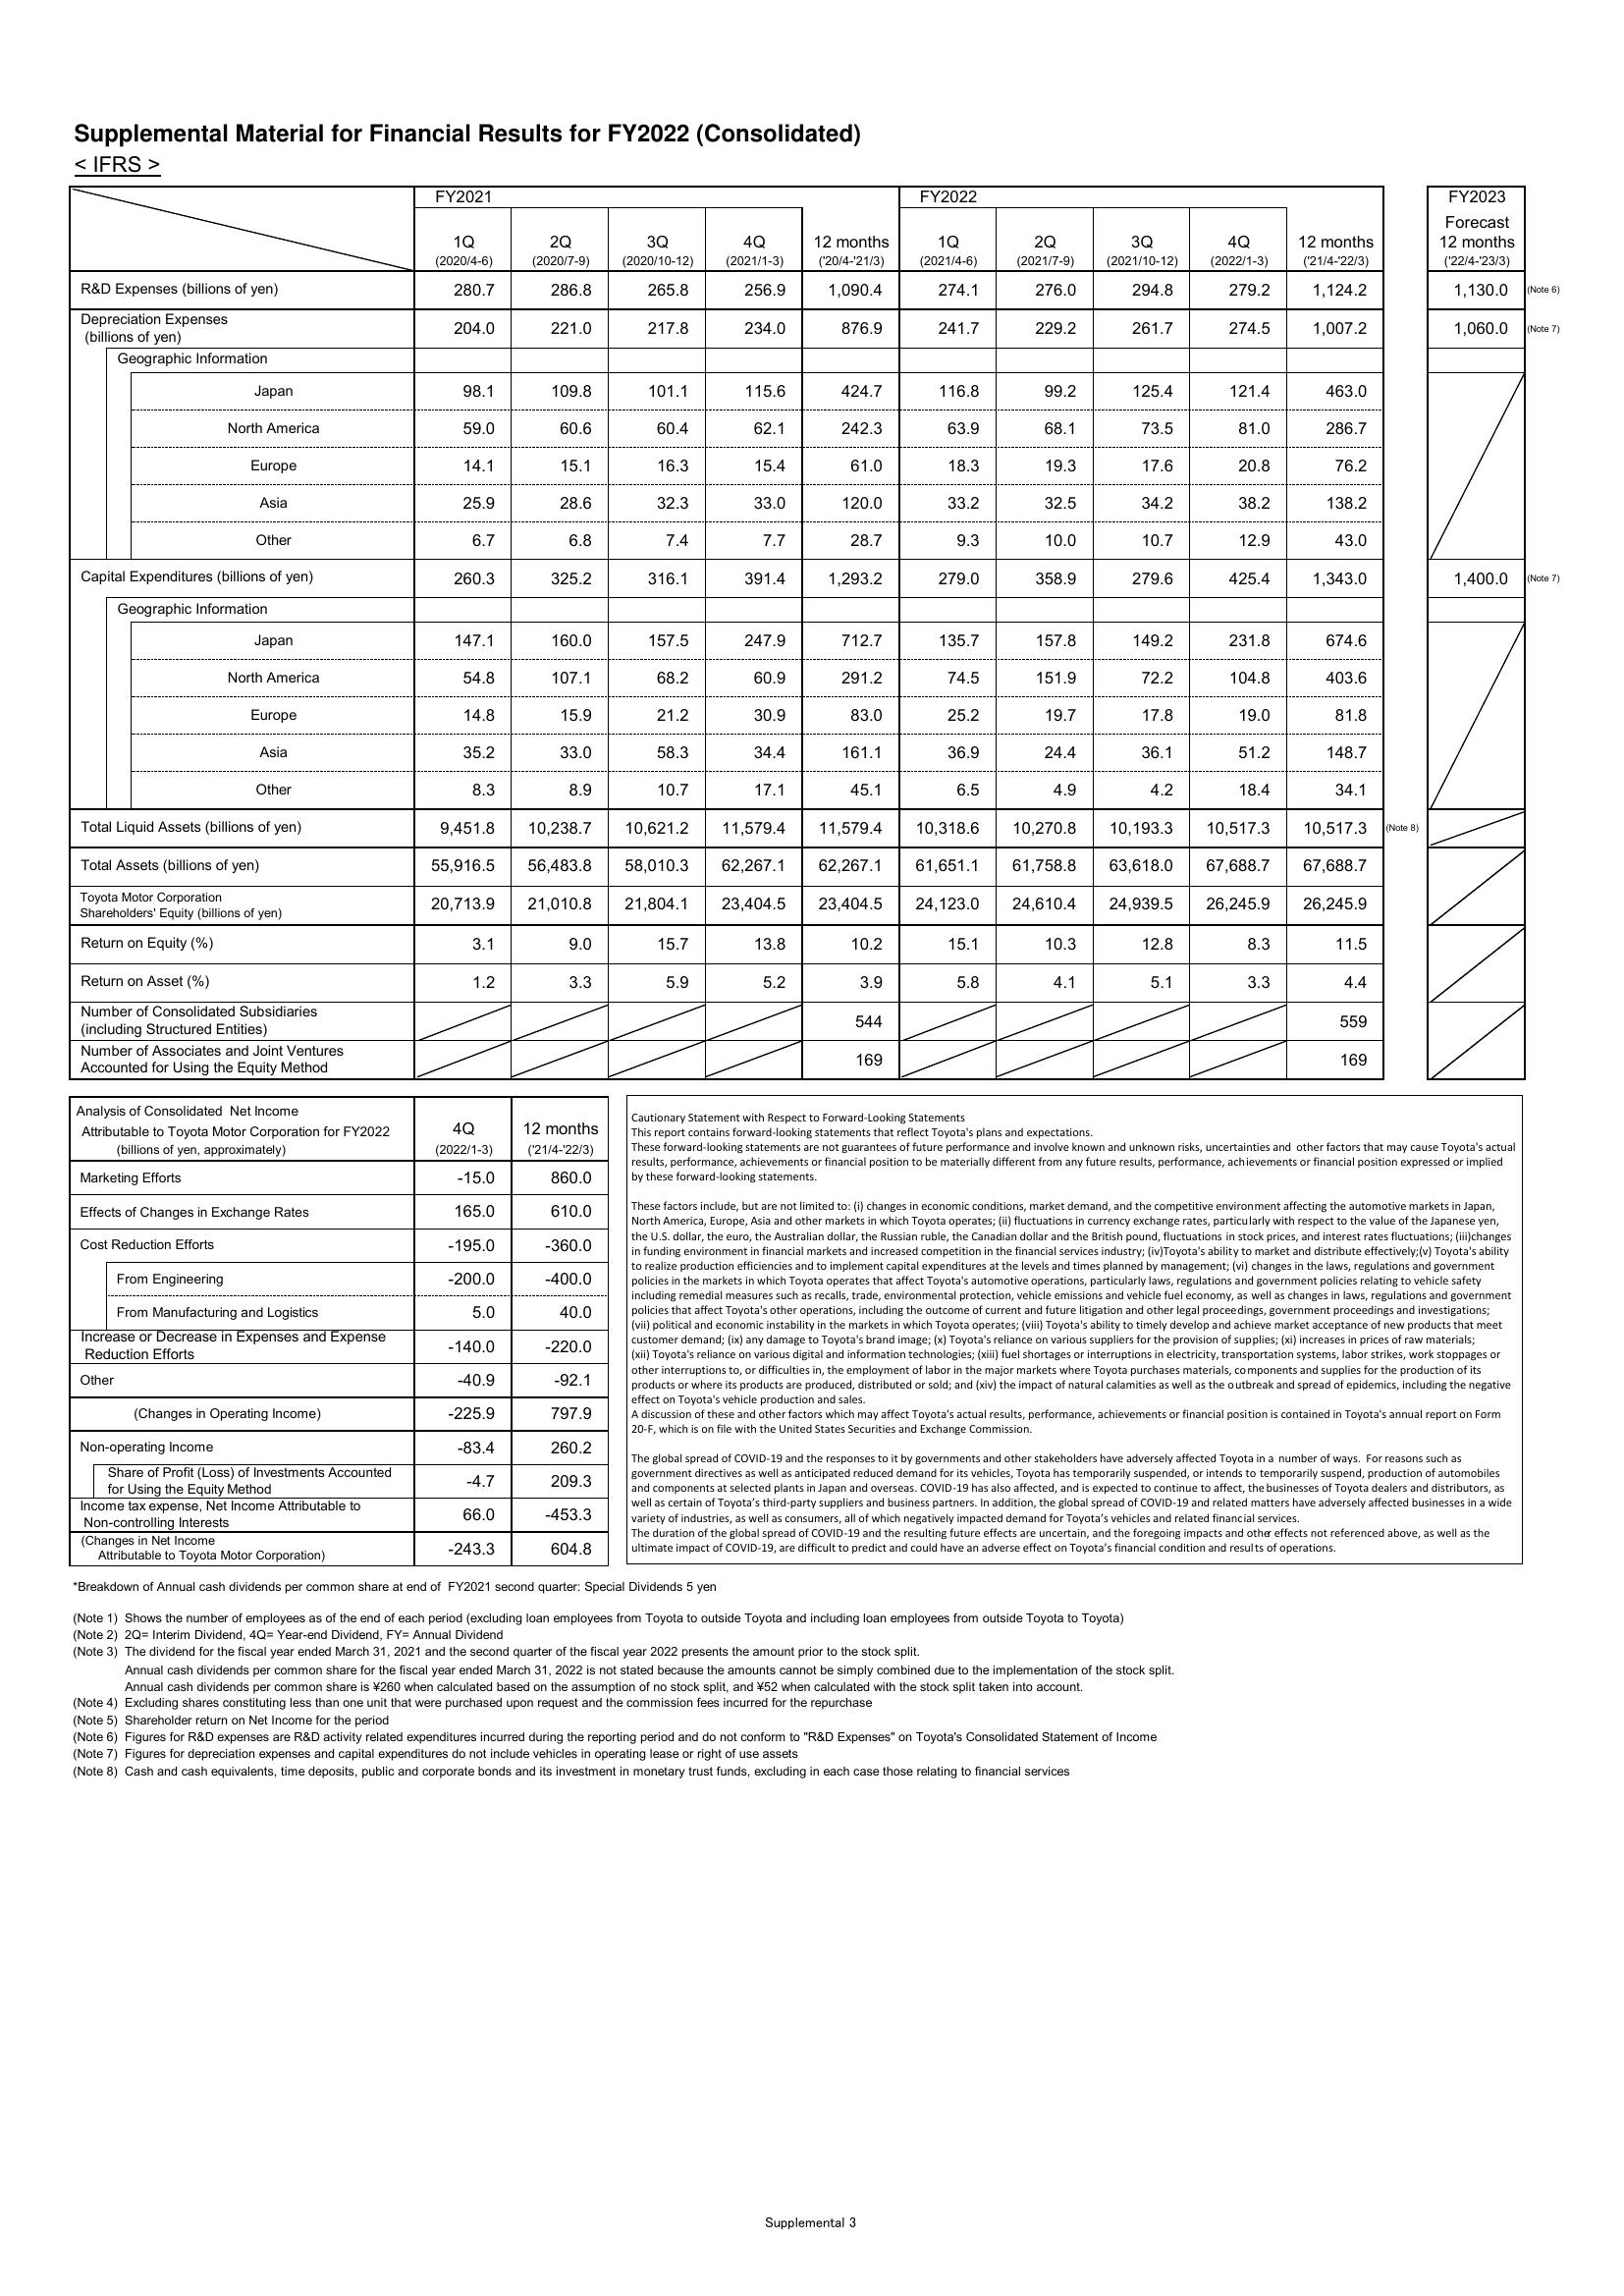 Supplemental Material for Financial Results for FY2022 (Consolidated)
< IFRS >
FY2021 FY2022 FY2023
Forecast
1Q 2Q 3Q 4Q 12 months 1Q 2Q 3Q 4Q 12 months 12 months
(2020/4-6) (2020/7-9) (2020/10-12) (2021/1-3) ('20/4-'21/3) (2021/4-6) (2021/7-9) (2021/10-12) (2022/1-3) ('21/4-'22/3) ('22/4-'23/3)
R&D Expenses (billions of yen) 280.7 286.8 265.8 256.9 1,090.4 274.1 276.0 294.8 279.2 1,124.2 1,130.0 (Note 6)
Depreciation Expenses
(billions of yen) 204.0 221.0 217.8 234.0 876.9 241.7 229.2 261.7 274.5 1,007.2 1,060.0 (Note 7)
Geographic Information
Japan 98.1 109.8 101.1 115.6 424.7 116.8 99.2 125.4 121.4 463.0
North America 59.0 60.6 60.4 62.1 242.3 63.9 68.1 73.5 81.0 286.7
Europe 14.1 15.1 16.3 15.4 61.0 18.3 19.3 17.6 20.8 76.2
Asia 25.9 28.6 32.3 33.0 120.0 33.2 32.5 34.2 38.2 138.2
Other 6.7 6.8 7.4 7.7 28.7 9.3 10.0 10.7 12.9 43.0
Capital Expenditures (billions of yen) 260.3 325.2 316.1 391.4 1,293.2 279.0 358.9 279.6 425.4 1,343.0 1,400.0 (Note 7)
Geographic Information
Japan 147.1 160.0 157.5 247.9 712.7 135.7 157.8 149.2 231.8 674.6
North America 54.8 107.1 68.2 60.9 291.2 74.5 151.9 72.2 104.8 403.6
Europe 14.8 15.9 21.2 30.9 83.0 25.2 19.7 17.8 19.0 81.8
Asia 35.2 33.0 58.3 34.4 161.1 36.9 24.4 36.1 51.2 148.7
Other 8.3 8.9 10.7 17.1 45.1 6.5 4.9 4.2 18.4 34.1
Total Liquid Assets (billions of yen) 9,451.8 10,238.7 10,621.2 11,579.4 11,579.4 10,318.6 10,270.8 10,193.3 10,517.3 10,517.3 (Note 8)
Total Assets (billions of yen) 55,916.5 56,483.8 58,010.3 62,267.1 62,267.1 61,651.1 61,758.8 63,618.0 67,688.7 67,688.7
Toyota Motor Corporation
Shareholders' Equity (billions of yen) 20,713.9 21,010.8 21,804.1 23,404.5 23,404.5 24,123.0 24,610.4 24,939.5 26,245.9 26,245.9
Return on Equity (%) 3.1 9.0 15.7 13.8 10.2 15.1 10.3 12.8 8.3 11.5
Return on Asset (%) 1.2 3.3 5.9 5.2 3.9 5.8 4.1 5.1 3.3 4.4
Number of Consolidated Subsidiaries
(including Structured Entities) 544 559
Number of Associates and Joint Ventures
Accounted for Using the Equity Method 169 169
Analysis of Consolidated Net Income
Attributable to Toyota Motor Corporation for FY2022 4Q 12 months
(billions of yen, approximately) (2022/1-3) ('21/4-'22/3)
Marketing Efforts -15.0 860.0
Effects of Changes in Exchange Rates 165.0 610.0
Cost Reduction Efforts -195.0 -360.0
From Engineering -200.0 -400.0
From Manufacturing and Logistics 5.0 40.0
Increase or Decrease in Expenses and Expense
Reduction Efforts -140.0 -220.0
Other -40.9 -92.1
(Changes in Operating Income) -225.9 797.9
Non-operating Income -83.4 260.2
Share of Profit (Loss) of Investments Accounted
for Using the Equity Method -4.7 209.3
Income tax expense, Net Income Attributable to
Non-controlling Interests 66.0 -453.3
(Changes in Net Income
Attributable to Toyota Motor Corporation) -243.3 604.8
Cautionary Statement with Respect to Forward-Looking Statements
This report contains forward-looking statements that reflect Toyota's plans and expectations.
These forward-looking statements are not guarantees of future performance and involve known and unknown risks, uncertainties and other factors that may cause Toyota's actual
results, performance, achievements or financial position to be materially different from any future results, performance, achievements or financial position expressed or implied
by these forward-looking statements.
These factors include, but are not limited to: (i) changes in economic conditions, market demand, and the competitive environment affecting the automotive markets in Japan,
North America, Europe, Asia and other markets in which Toyota operates; (ii) fluctuations in currency exchange rates, particularly with respect to the value of the Japanese yen,
the U.S. dollar, the euro, the Australian dollar, the Russian ruble, the Canadian dollar and the British pound, fluctuations in stock prices, and interest rates fluctuations; (iii)changes
in funding environment in financial markets and increased competition in the financial services industry; (iv)Toyota's ability to market and distribute effectively;(v) Toyota's ability
to realize production efficiencies and to implement capital expenditures at the levels and times planned by management; (vi) changes in the laws, regulations and government
policies in the markets in which Toyota operates that affect Toyota's automotive operations, particularly laws, regulations and government policies relating to vehicle safety
including remedial measures such as recalls, trade, environmental protection, vehicle emissions and vehicle fuel economy, as well as changes in laws, regulations and government
policies that affect Toyota's other operations, including the outcome of current and future litigation and other legal proceedings, government proceedings and investigations;
(vii) political and economic instability in the markets in which Toyota operates; (viii) Toyota's ability to timely develop and achieve market acceptance of new products that meet
customer demand; (ix) any damage to Toyota's brand image; (x) Toyota's reliance on various suppliers for the provision of supplies; (xi) increases in prices of raw materials;
(xii) Toyota's reliance on various digital and information technologies; (xiii) fuel shortages or interruptions in electricity, transportation systems, labor strikes, work stoppages or
other interruptions to, or difficulties in, the employment of labor in the major markets where Toyota purchases materials, components and supplies for the production of its
products or where its products are produced, distributed or sold; and (xiv) the impact of natural calamities as well as the outbreak and spread of epidemics, including the negative
effect on Toyota's vehicle production and sales.
A discussion of these and other factors which may affect Toyota's actual results, performance, achievements or financial position is contained in Toyota's annual report on Form
20-F, which is on file with the United States Securities and Exchange Commission.
The global spread of COVID-19 and the responses to it by governments and other stakeholders have adversely affected Toyota in a number of ways. For reasons such as
government directives as well as anticipated reduced demand for its vehicles, Toyota has temporarily suspended, or intends to temporarily suspend, production of automobiles
and components at selected plants in Japan and overseas. COVID-19 has also affected, and is expected to continue to affect, the businesses of Toyota dealers and distributors, as
well as certain of Toyota's third-party suppliers and business partners. In addition, the global spread of COVID-19 and related matters have adversely affected businesses in a wide
variety of industries, as well as consumers, all of which negatively impacted demand for Toyota's vehicles and related financial services.
The duration of the global spread of COVID-19 and the resulting future effects are uncertain, and the foregoing impacts and other effects not referenced above, as well as the
ultimate impact of COVID-19, are difficult to predict and could have an adverse effect on Toyota's financial condition and results of operations.
*Breakdown of Annual cash dividends per common share at end of FY2021 second quarter: Special Dividends 5 yen
(Note 1) Shows the number of employees as of the end of each period (excluding loan employees from Toyota to outside Toyota and including loan employees from outside Toyota to Toyota)
(Note 2) 2Q= Interim Dividend, 4Q= Year-end Dividend, FY= Annual Dividend
(Note 3) The dividend for the fiscal year ended March 31, 2021 and the second quarter of the fiscal year 2022 presents the amount prior to the stock split.
Annual cash dividends per common share for the fiscal year ended March 31, 2022 is not stated because the amounts cannot be simply combined due to the implementation of the stock split.
Annual cash dividends per common share is ¥260 when calculated based on the assumption of no stock split, and ¥52 when calculated with the stock split taken into account.
(Note 4) Excluding shares constituting less than one unit that were purchased upon request and the commission fees incurred for the repurchase
(Note 5) Shareholder return on Net Income for the period
(Note 6) Figures for R&D expenses are R&D activity related expenditures incurred during the reporting period and do not conform to "R&D Expenses" on Toyota's Consolidated Statement of Income
(Note 7) Figures for depreciation expenses and capital expenditures do not include vehicles in operating lease or right of use assets
(Note 8) Cash and cash equivalents, time deposits, public and corporate bonds and its investment in monetary trust funds, excluding in each case those relating to financial services
Supplemental 3